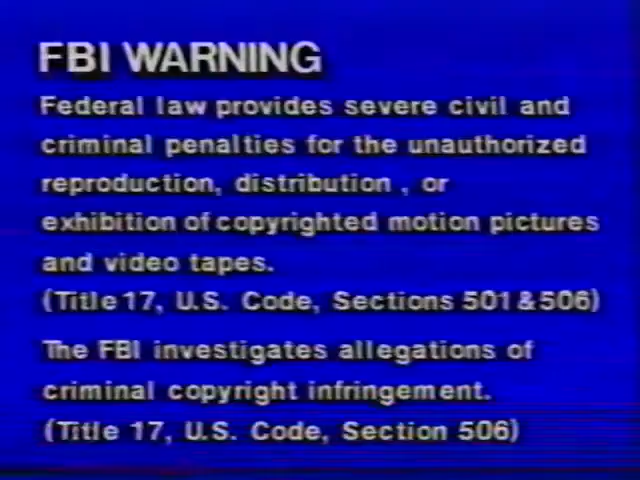 FBI WARNING
Federal law provides severe civil and
criminal penalties for the unauthorized
reproduction, distribution , or
exhibition of copyrighted motion pictures
and video tapes.
(Title 17, U.S. Code, Sections 501 & 506)
The FBI investigates allegations of
criminal copyright infringement.
(Title 17, U.S. Code, Section 506)